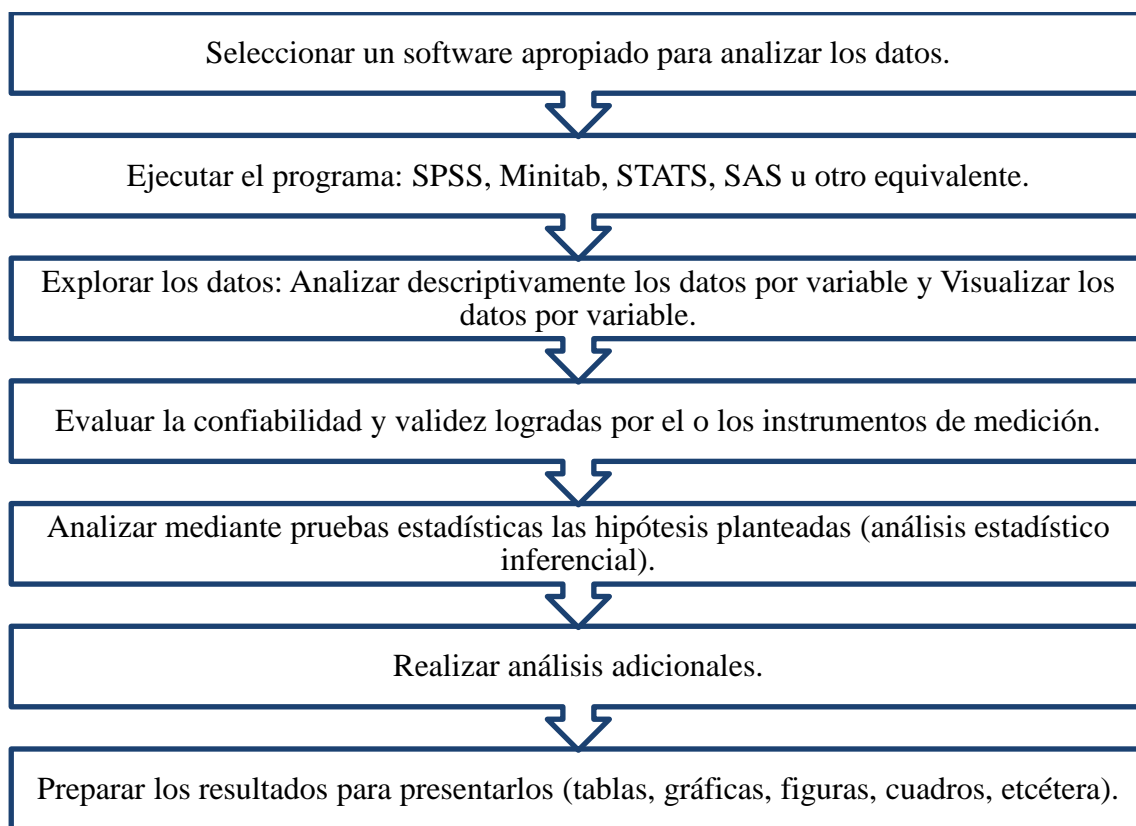 Seleccionar un software apropiado para analizar los datos.
Ejecutar el programa: SPSS, Minitab, STATS, SAS u otro equivalente.
Explorar los datos: Analizar descriptivamente los datos por variable y Visualizar los
datos por variable.
Evaluar la confiabilidad y validez logradas por el o los instrumentos de medición.
Analizar mediante pruebas estadísticas las hipótesis planteadas (análisis estadístico
inferencial).
Realizar análisis adicionales.
Preparar los resultados para presentarlos (tablas, gráficas, figuras, cuadros, etcétera).